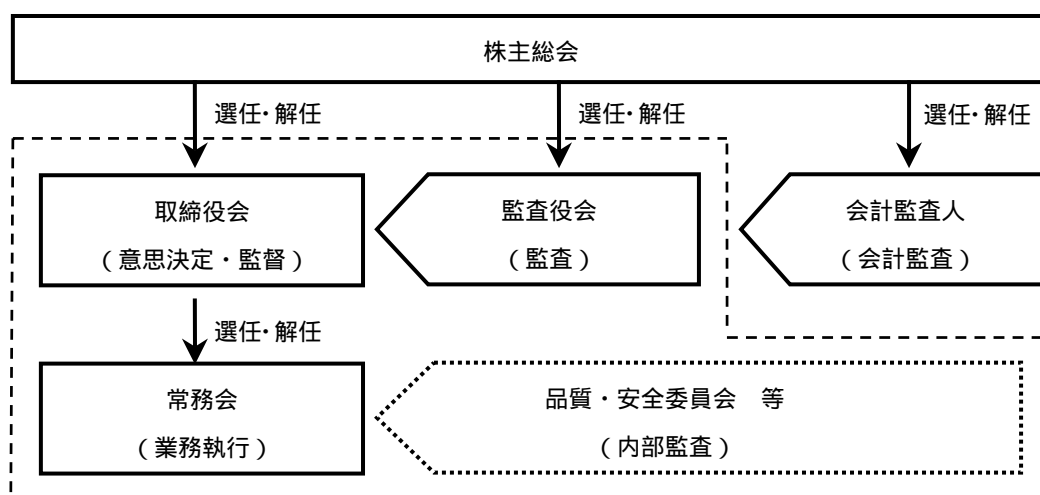 株主総会
選任・解任
選任・解任
選任・解任
取締役会
(意思決定・監督)
監査役会
(監査)
会計監査人
(会計監査)
選任・解任
常務会
(業務執行)
品質・安全委員会 等
(内部監査)